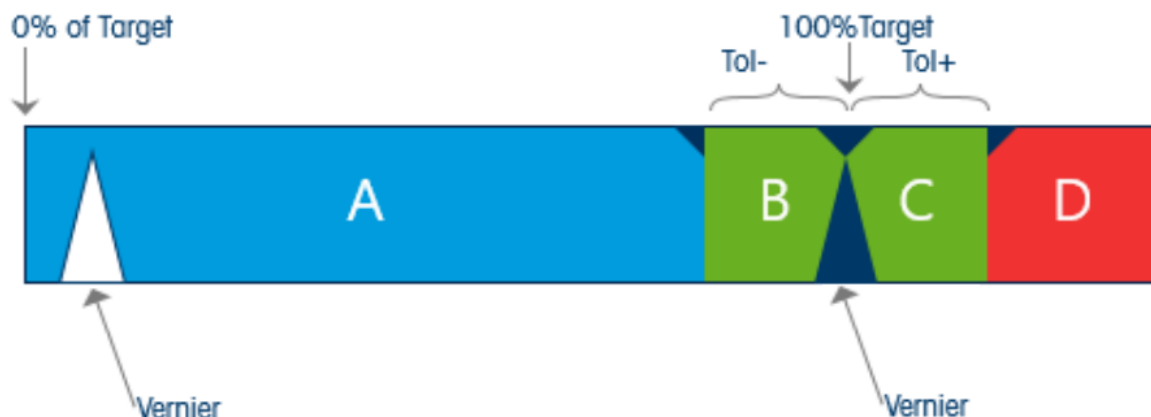 0% of Target
100%Target
Tol-
Tol+
A
B
C
D
Vernier
Vernier